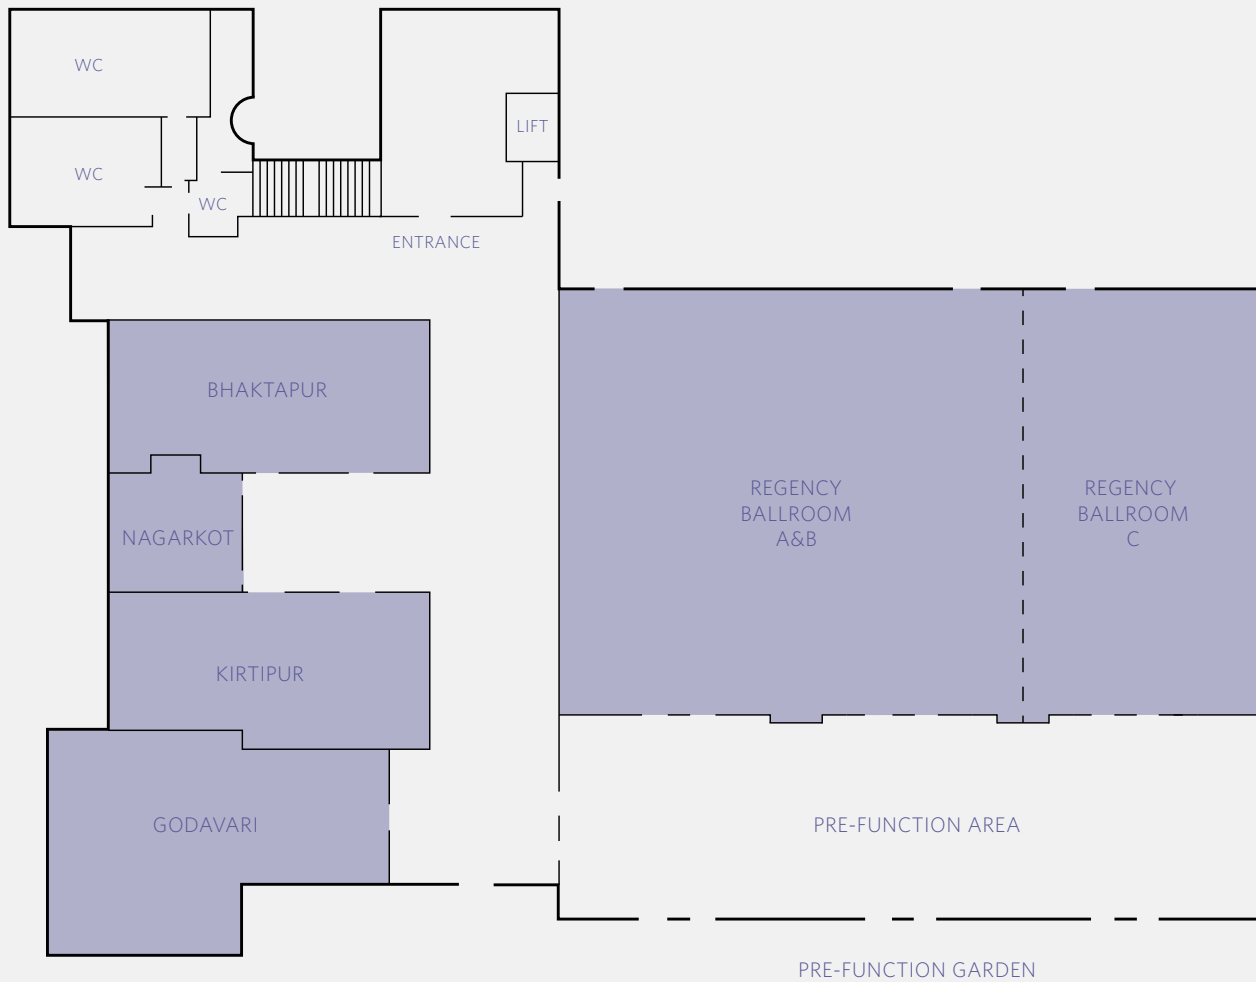 WC
LIFT
WC
WC
ENTRANCE
BHAKTAPUR
REGENCY
BALLROOM
A&B
REGENCY
BALLROOM
C
NAGARKOT
KIRTIPUR
GODAVARI
PRE-FUNCTION AREA
PRE-FUNCTION GARDEN